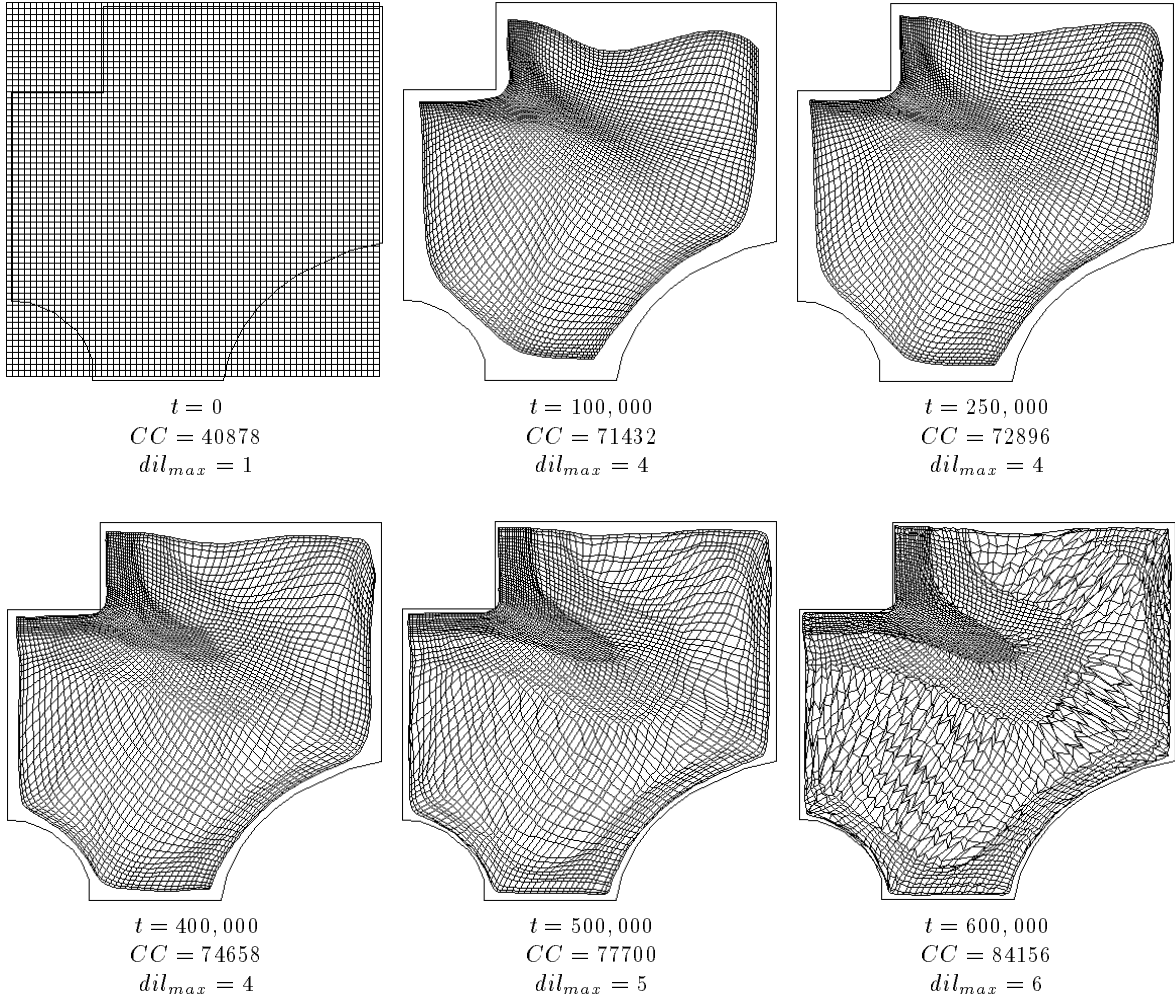 t = 0
CC = 40878
dil_max = 1
t = 100,000
CC = 71432
dil_max = 4
t = 250,000
CC = 72896
dil_max = 4
t = 400,000
CC = 74658
dil_max = 4
t = 500,000
CC = 77700
dil_max = 5
t = 600,000
CC = 84156
dil_max = 6